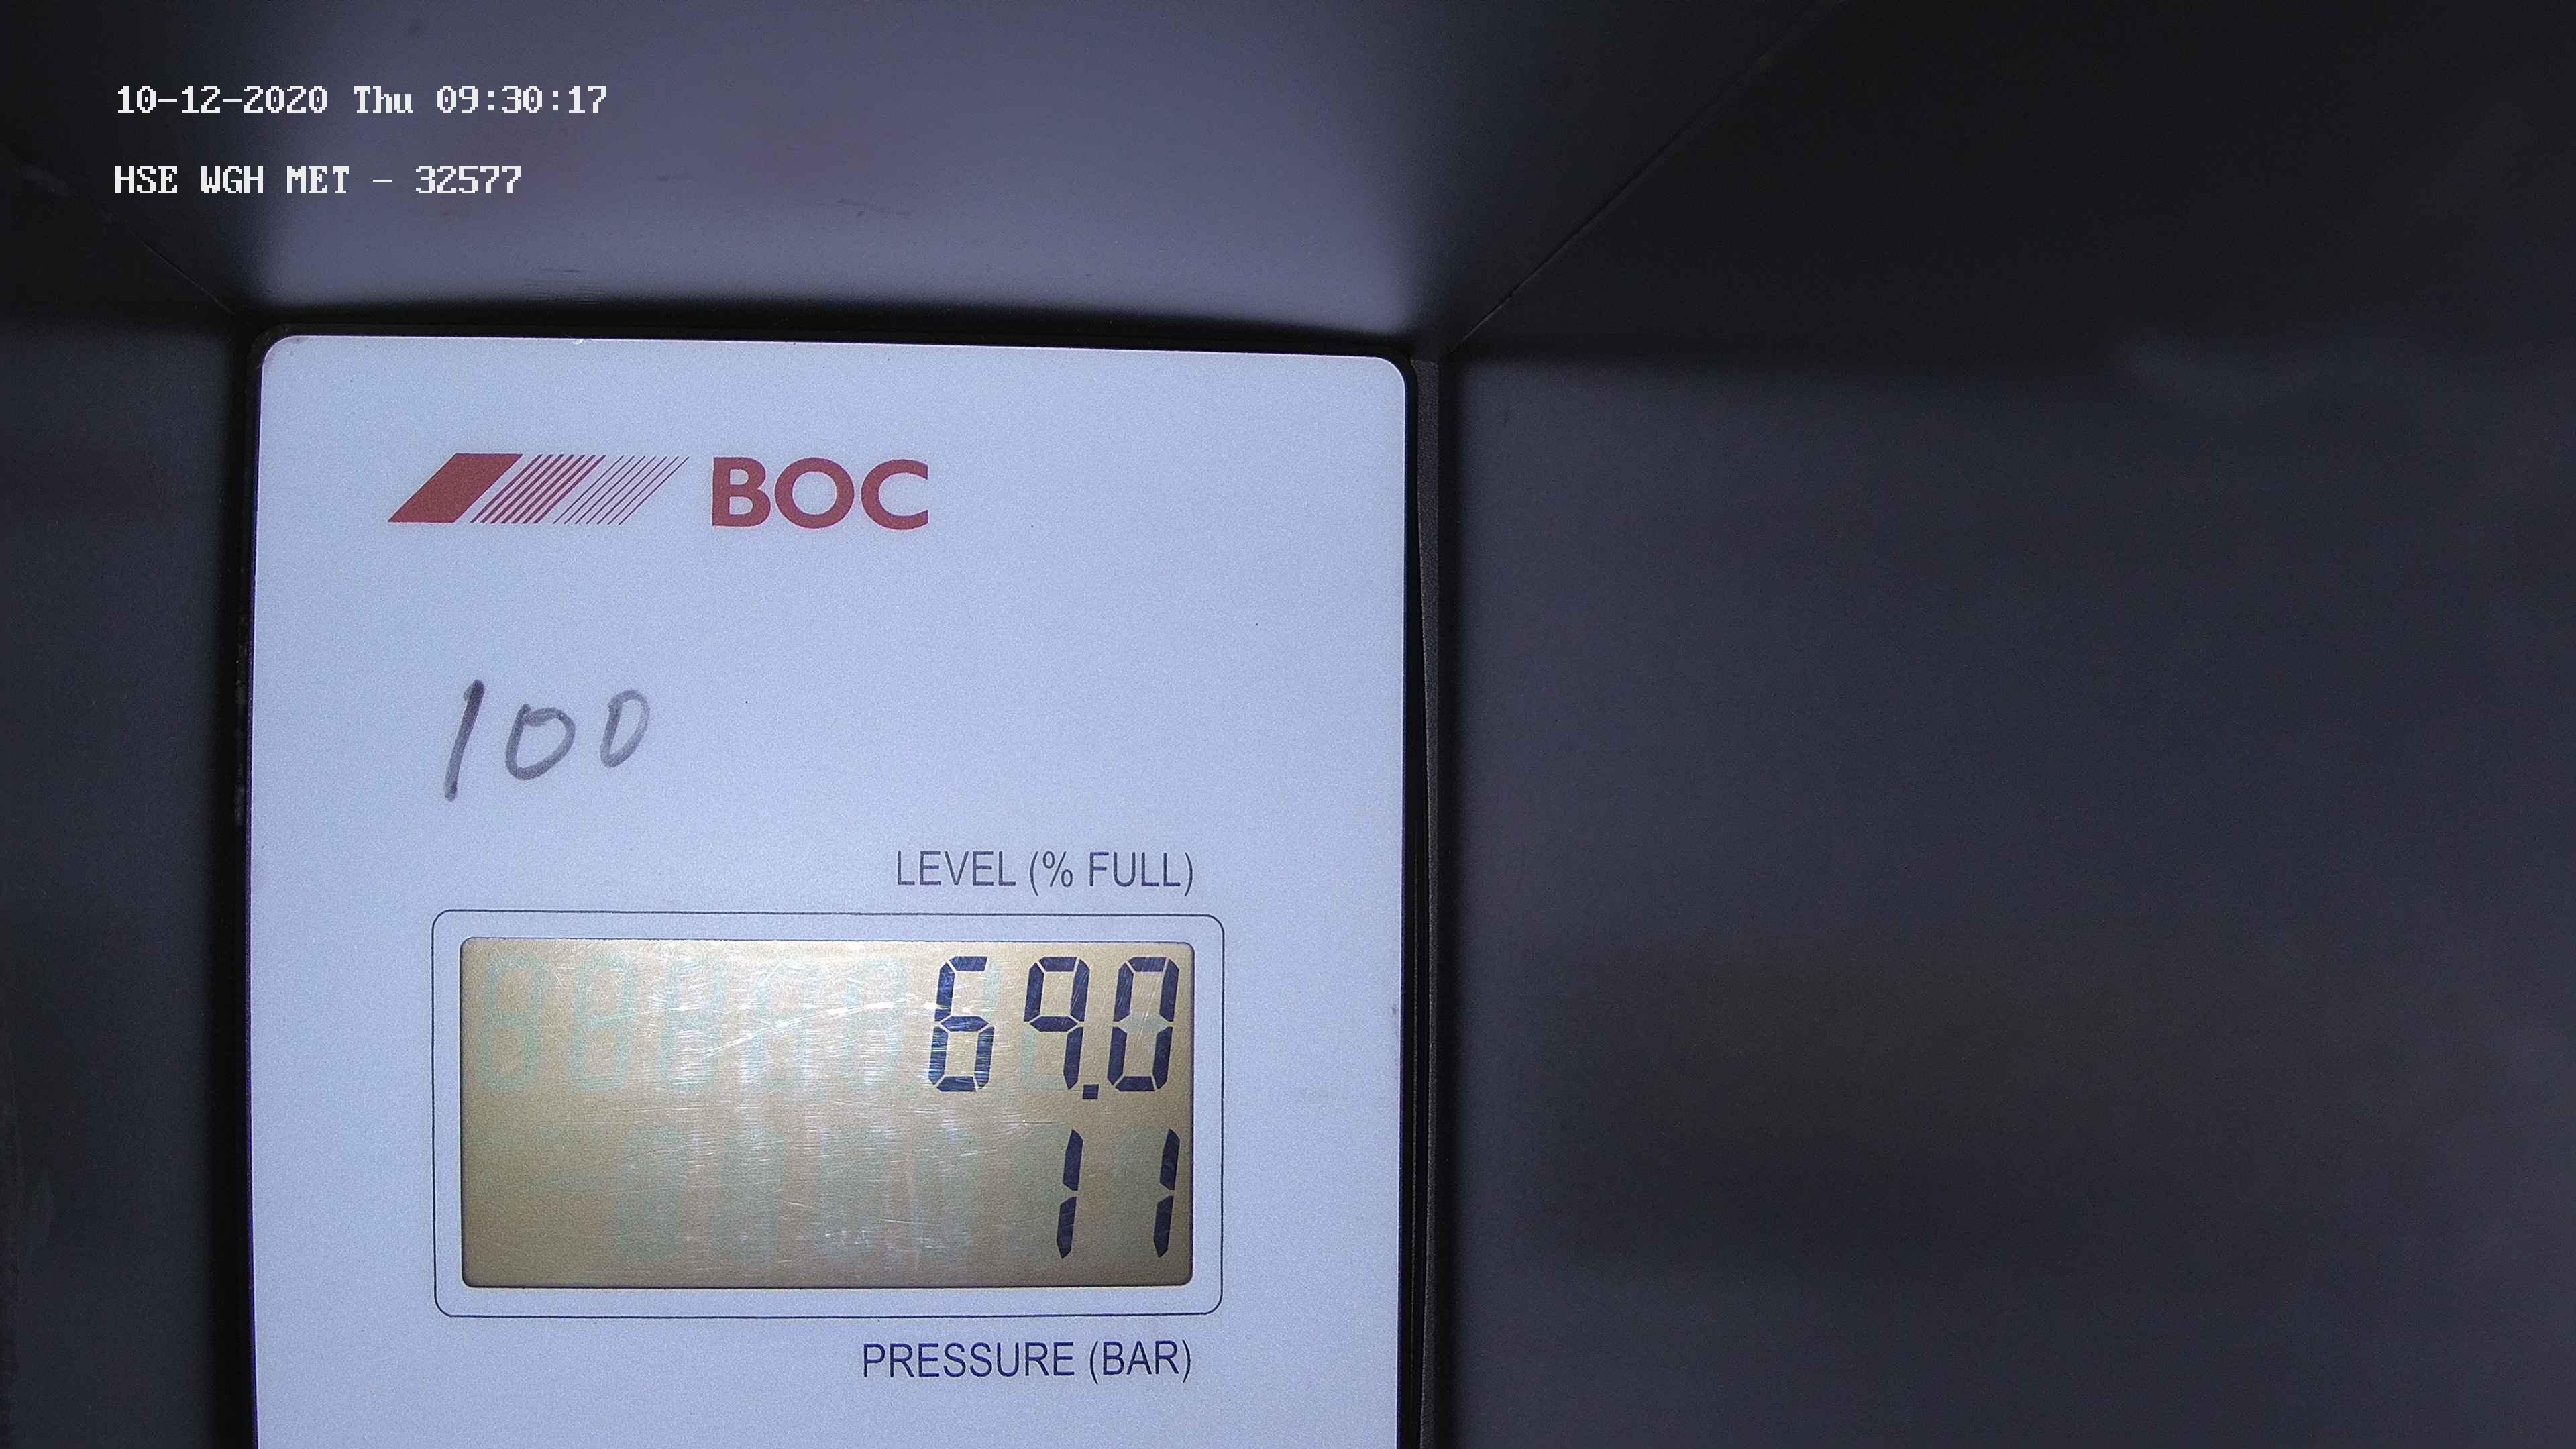 10-12-2020 Thu 09:30:17
HSE WGH MET - 32577
BOC
100
LEVEL (% FULL)
69.0
11
PRESSURE (BAR)